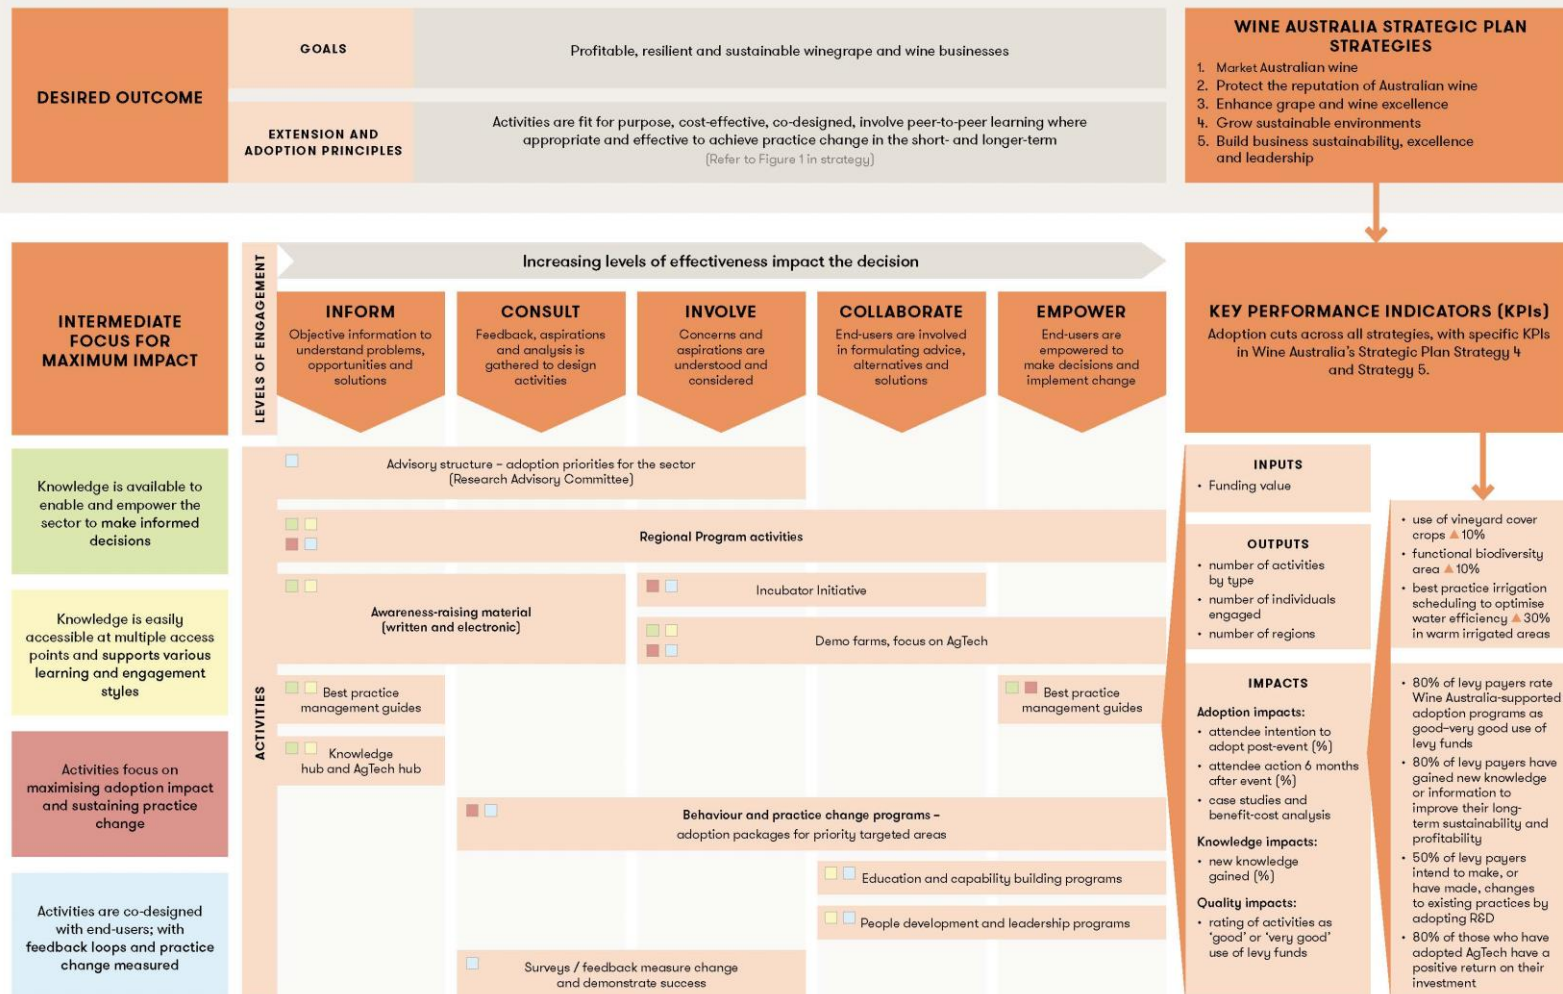 DESIRED OUTCOME
GOALS
Profitable, resilient and sustainable winegrape and wine businesses
EXTENSION AND
ADOPTION PRINCIPLES
Activities are fit for purpose, cost-effective, co-designed, involve peer-to-peer learning where
appropriate and effective to achieve practice change in the short- and longer-term
(Refer to Figure 1 in strategy)
WINE AUSTRALIA STRATEGIC PLAN
STRATEGIES
1. Market Australian wine
2. Protect the reputation of Australian wine
3. Enhance grape and wine excellence
4. Grow sustainable environments
5. Build business sustainability, excellence
and leadership
INTERMEDIATE
FOCUS FOR
MAXIMUM IMPACT
LEVELS OF ENGAGEMENT
Increasing levels of effectiveness impact the decision
INFORM
Objective information to
understand problems,
opportunities and
solutions
CONSULT
Feedback, aspirations
and analysis is
gathered to design
activities
INVOLVE
Concerns and
aspirations are
understood and
considered
COLLABORATE
End-users are involved
in formulating advice,
alternatives and
solutions
EMPOWER
End-users are
empowered to
make decisions and
implement change
KEY PERFORMANCE INDICATORS (KPIs)
Adoption cuts across all strategies, with specific KPIs
in Wine Australia's Strategic Plan Strategy 4
and Strategy 5.
Knowledge is available to
enable and empower the
sector to make informed
decisions
Knowledge is easily
accessible at multiple access
points and supports various
learning and engagement
styles
Activities focus on
maximising adoption impact
and sustaining practice
change
Activities are co-designed
with end-users; with
feedback loops and practice
change measured
ACTIVITIES
Advisory structure – adoption priorities for the sector
(Research Advisory Committee)
Regional Program activities
Awareness-raising material
(written and electronic)
Incubator Initiative
Demo farms, focus on AgTech
Best practice
management guides
Best practice
management guides
Knowledge
hub and AgTech hub
Behaviour and practice change programs –
adoption packages for priority targeted areas
Education and capability building programs
People development and leadership programs
Surveys / feedback measure change
and demonstrate success
INPUTS
• Funding value
OUTPUTS
• number of activities
by type
• number of individuals
engaged
• number of regions
IMPACTS
Adoption impacts:
• attendee intention to
adopt post-event (%)
• attendee action 6 months
after event (%)
• case studies and
benefit-cost analysis
Knowledge impacts:
• new knowledge
gained (%)
Quality impacts:
• rating of activities as
'good' or 'very good'
use of levy funds
• use of vineyard cover
crops ▲10%
• functional biodiversity
area ▲10%
• best practice irrigation
scheduling to optimise
water efficiency ▲30%
in warm irrigated areas
• 80% of levy payers rate
Wine Australia-supported
adoption programs as
good–very good use of
levy funds
• 80% of levy payers have
gained new knowledge
or information to
improve their long-
term sustainability and
profitability
• 50% of levy payers
intend to make, or
have made, changes
to existing practices by
adopting R&D
• 80% of those who have
adopted AgTech have a
positive return on their
investment